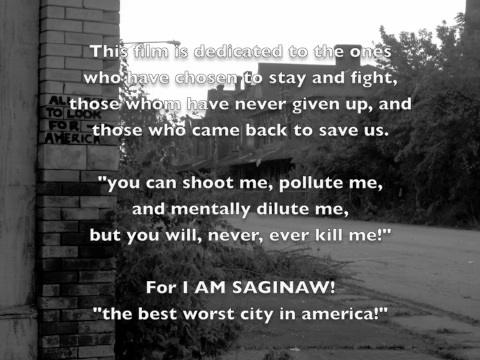 This film is dedicated to the ones
who have chosen to stay and fight,
those whom have never given up, and
those who came back to save us.
"you can shoot me, pollute me,
and mentally dilute me,
but you will, never, ever kill me!"
For I AM SAGINAW!
"the best worst city in america!"
ALL
TO LOOK
FOR
AMERICA